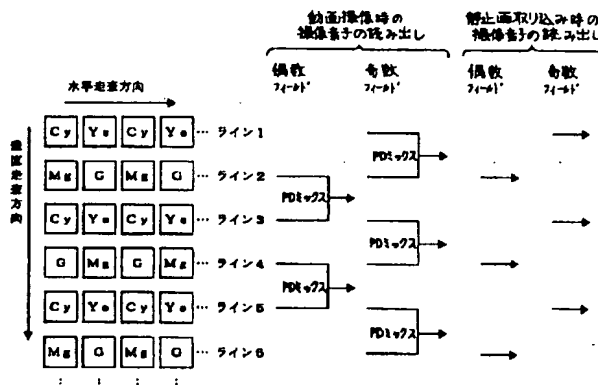 動画撮像時の
撮像素子の読み出し
静止画取り込み時の
撮像素子の読み出し
偶数
フィールド
奇数
フィールド
偶数
フィールド
奇数
フィールド
水平走査方向
垂直走査方向
Cy Ye Cy Ye … ライン1
Mg G Mg G … ライン2
Cy Ye Cy Ye … ライン3
G Mg G Mg … ライン4
Cy Ye Cy Ye … ライン5
Mg G Mg G … ライン6
PDミックス
PDミックス
PDミックス
PDミックス
PDミックス